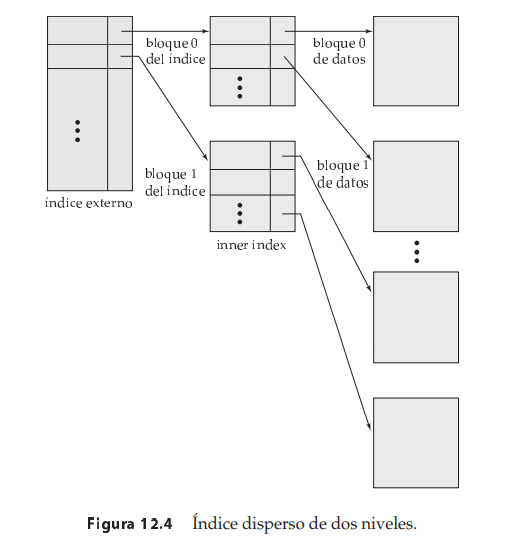 bloque 0
del índice
bloque 0
de datos
bloque 1
del índice
bloque 1
de datos
índice externo
inner index
Figura 12.4 Índice disperso de dos niveles.